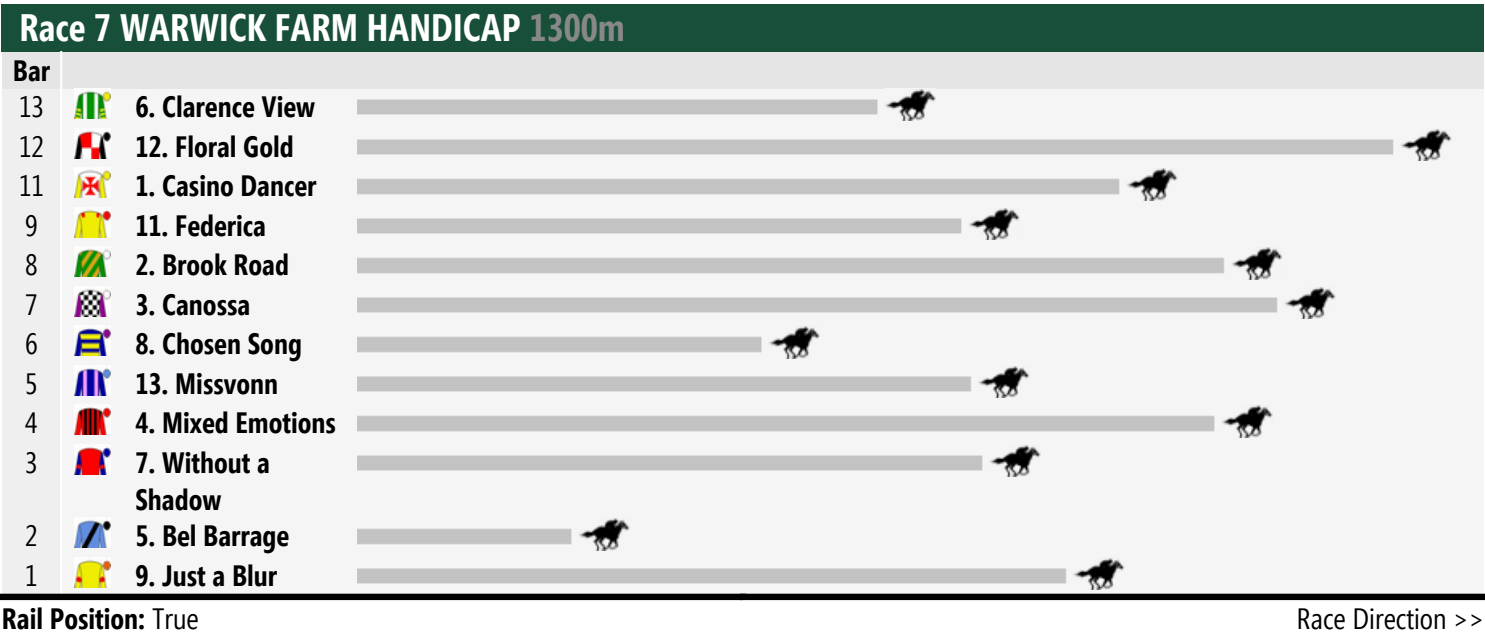 Race 7 WARWICK FARM HANDICAP 1300m
Bar
13 6. Clarence View
12 12. Floral Gold
11 1. Casino Dancer
9 11. Federica
8 2. Brook Road
7 3. Canossa
6 8. Chosen Song
5 13. Missvonn
4 4. Mixed Emotions
3 7. Without a
Shadow
2 5. Bel Barrage
1 9. Just a Blur
Rail Position: True Race Direction >>